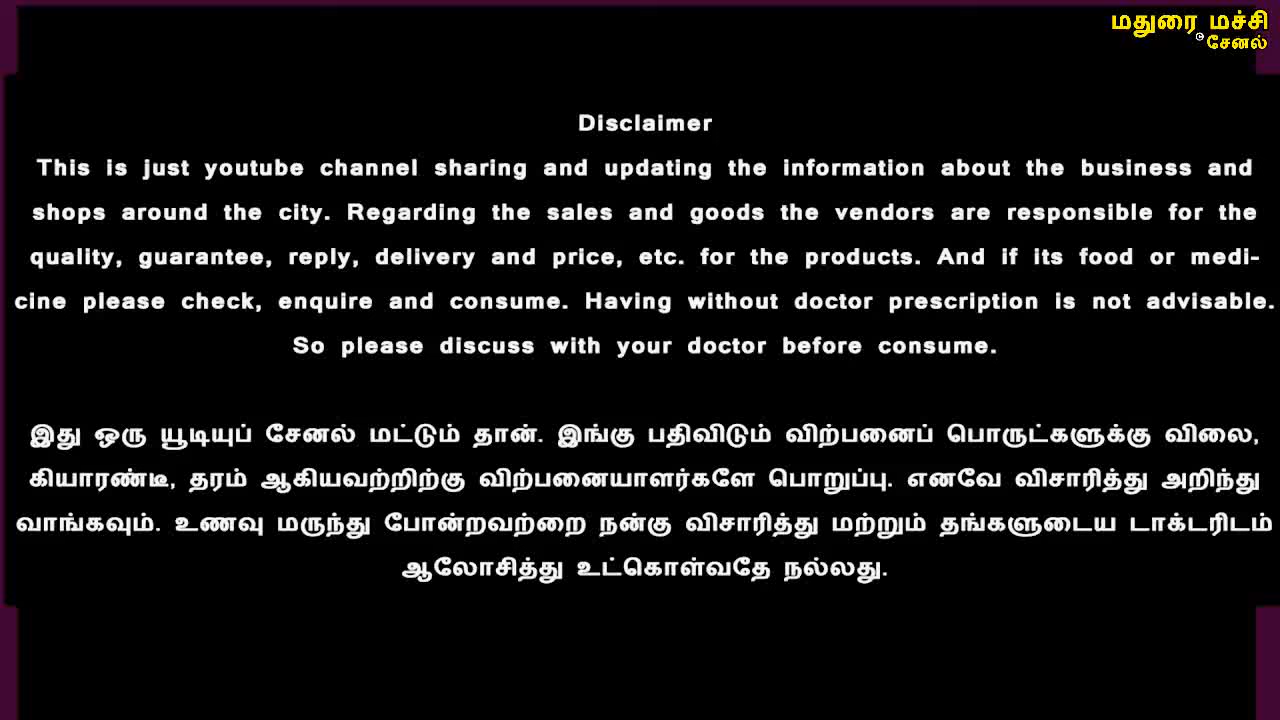 மதுரை மச்சி
© சேனல்
Disclaimer
This is just youtube channel sharing and updating the information about the business and
shops around the city. Regarding the sales and goods the vendors are responsible for the
quality, guarantee, reply, delivery and price, etc. for the products. And if its food or medi-
cine please check, enquire and consume. Having without doctor prescription is not advisable.
So please discuss with your doctor before consume.
இது ஒரு யூடியுப் சேனல் மட்டும் தான். இங்கு பதிவிடும் விற்பனைப் பொருட்களுக்கு விலை,
கியாரண்டீ, தரம் ஆகியவற்றிற்கு விற்பனையாளர்களே பொறுப்பு. எனவே விசாரித்து அறிந்து
வாங்கவும். உணவு மருந்து போன்றவற்றை நன்கு விசாரித்து மற்றும் தங்களுடைய டாக்டரிடம்
ஆலோசித்து உட்கொள்வதே நல்லது.